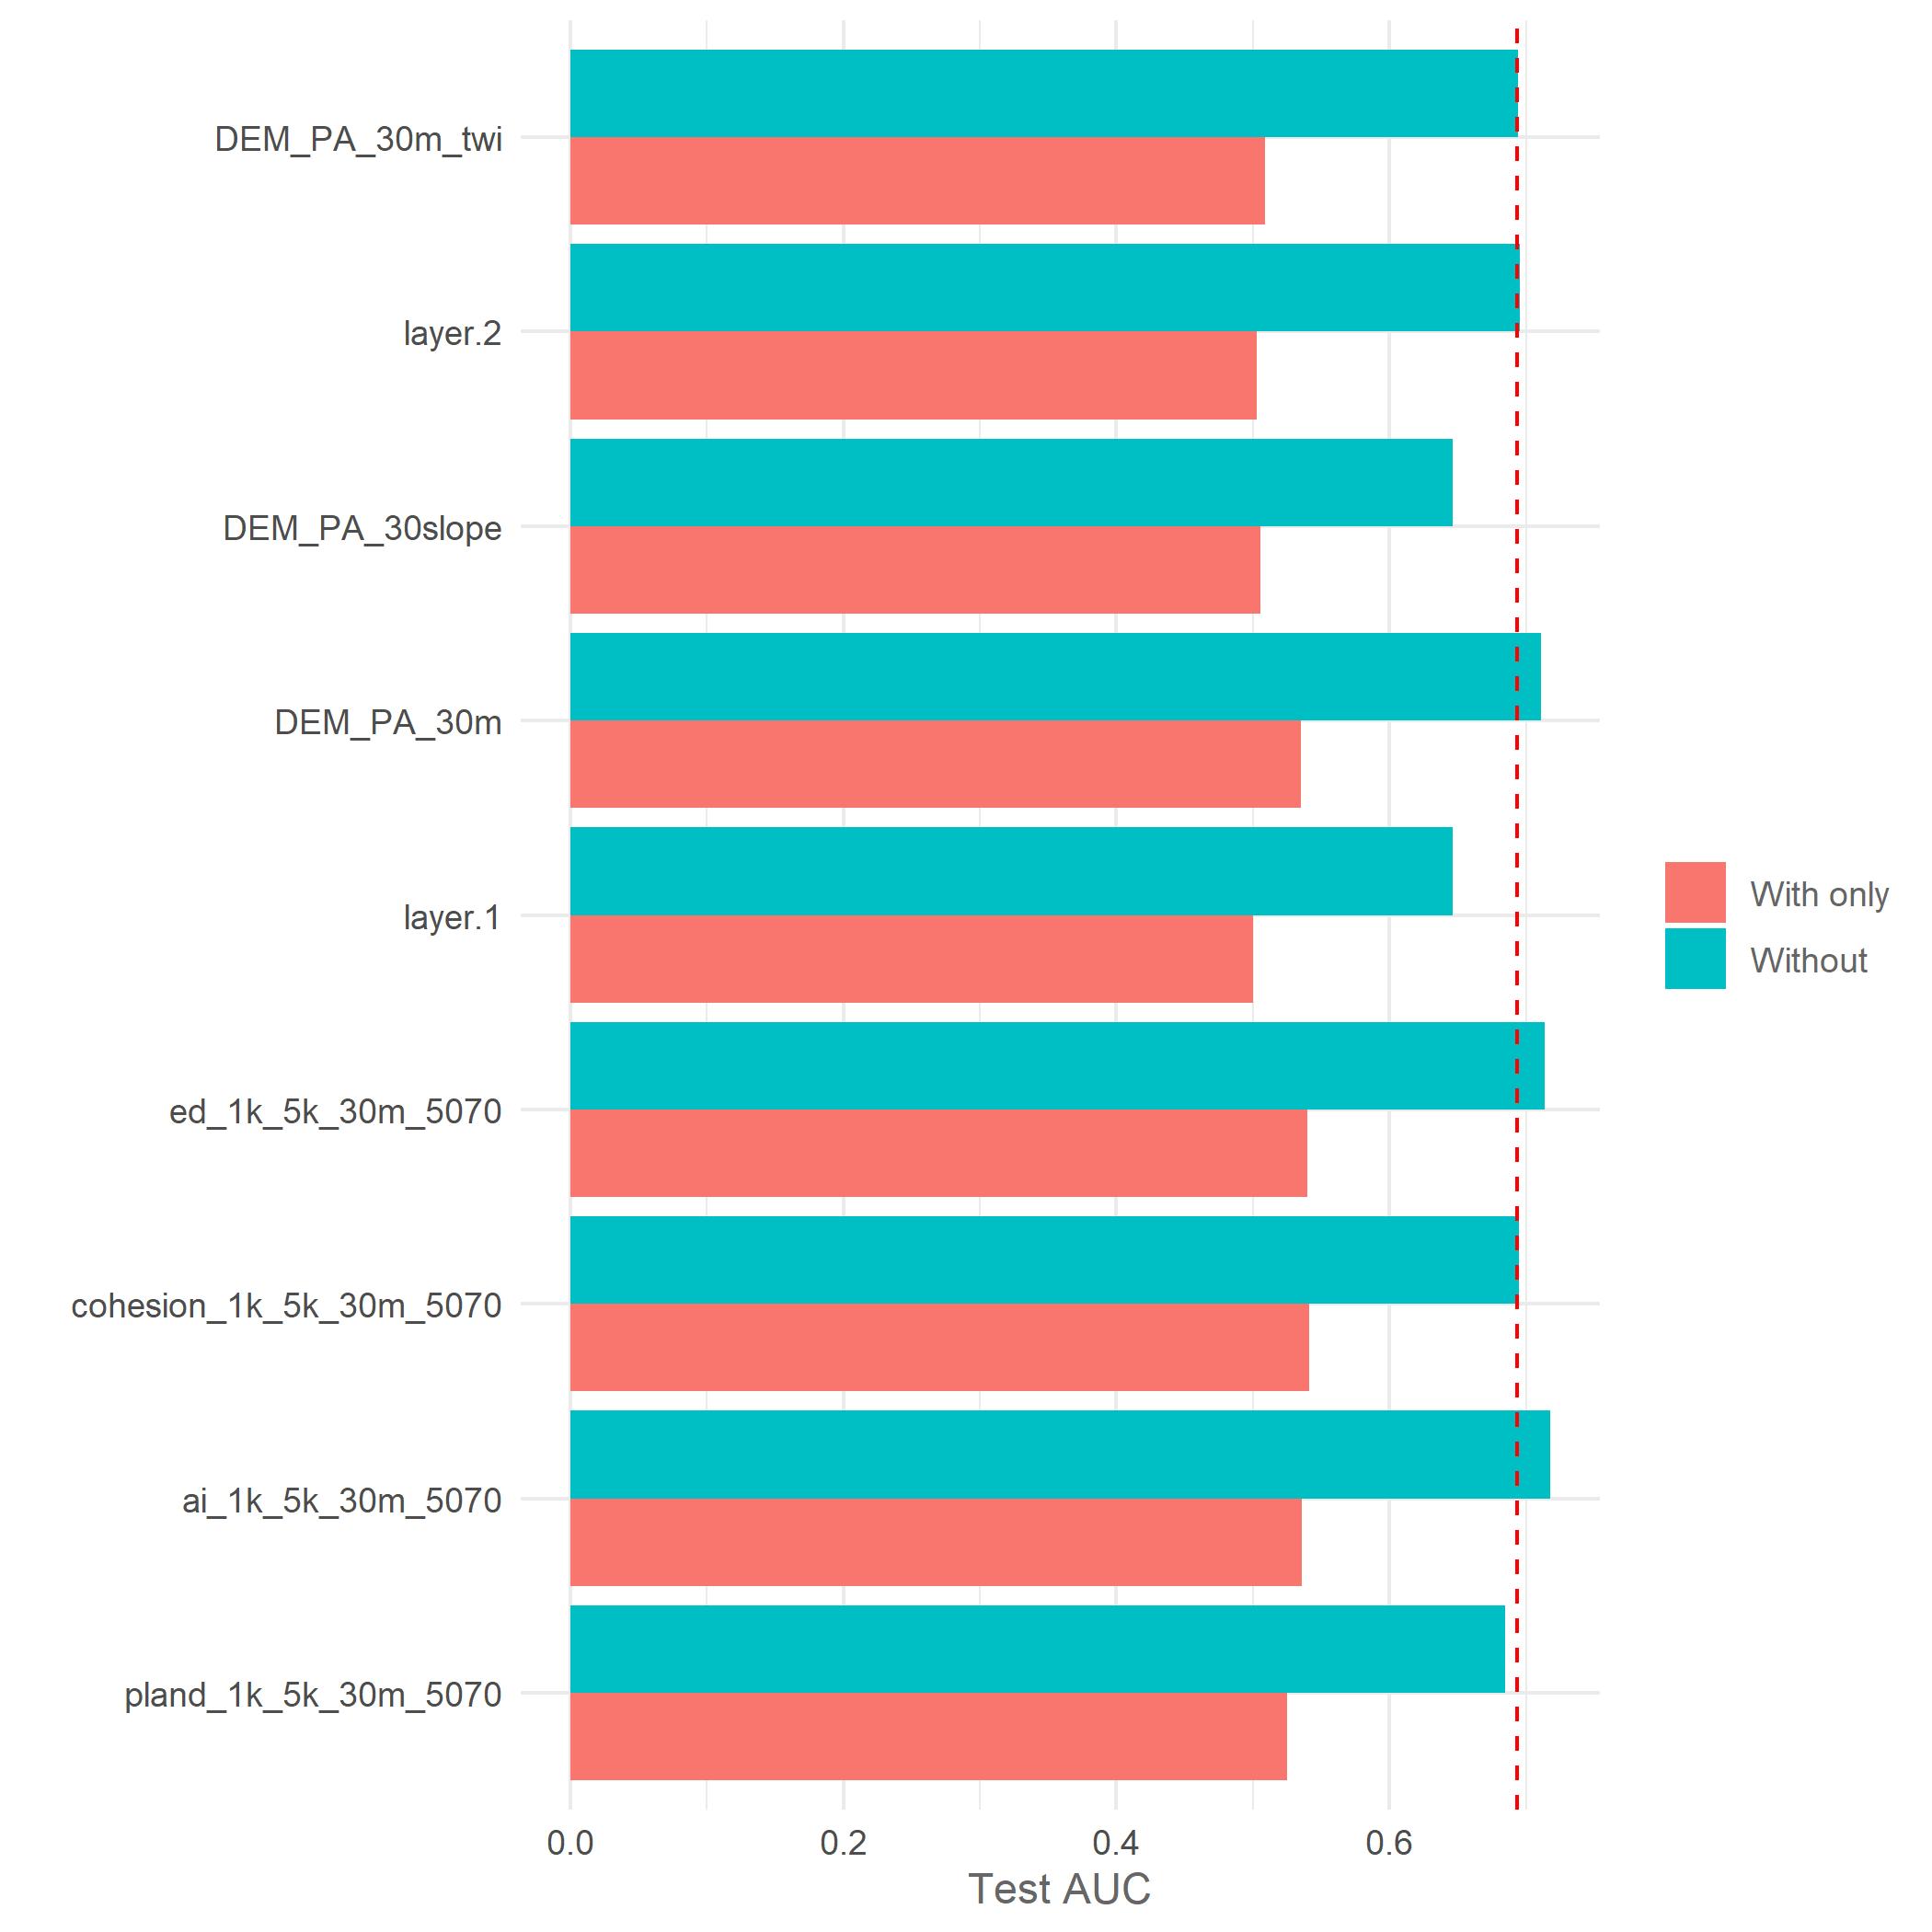 DEM_PA_30m_twi
layer.2
DEM_PA_30slope
DEM_PA_30m
layer.1
ed_1k_5k_30m_5070
cohesion_1k_5k_30m_5070
ai_1k_5k_30m_5070
pland_1k_5k_30m_5070
0.0 0.2 0.4 0.6
Test AUC
With only
Without